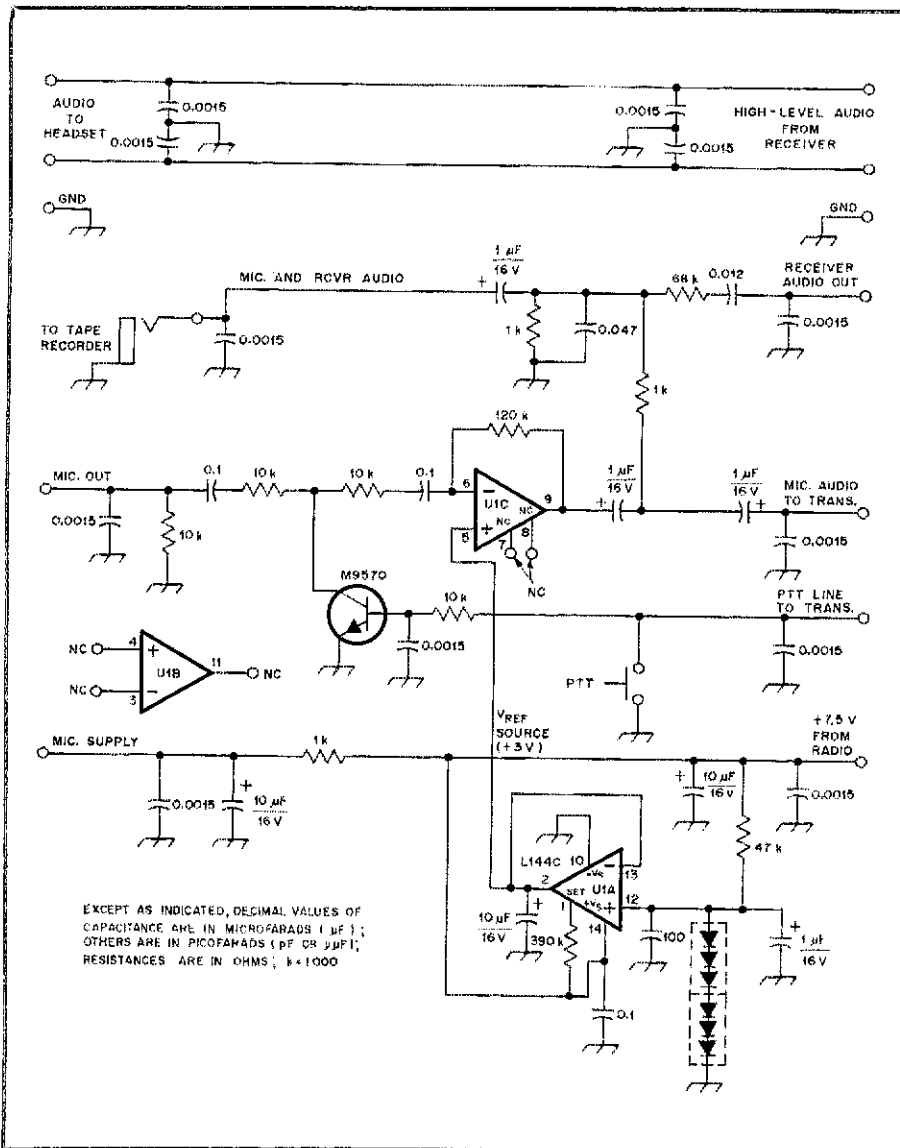 AUDIO
TO
HEADSET
0.0015
0.0015
0.0015
0.0015
HIGH-LEVEL AUDIO
FROM
RECEIVER
GND
GND
1 µF
16 V
+
MIC. AND RCVR AUDIO
68 k
0.012
RECEIVER
AUDIO OUT
TO TAPE
RECORDER
0.0015
1 k
0.047
0.0015
1 k
120 k
MIC. OUT
0.1
10 k
10 k
0.1
6
-
U1C
9
+
5
NC
NC
7
8
NC
1 µF
16 V
+
1 µF
16 V
+
MIC. AUDIO
TO TRANS.
0.0015
10 k
0.0015
M9570
10 k
PTT LINE
TO TRANS.
0.0015
0.0015
NC
4
+
U1B
11
NC
NC
3
-
PTT
VREF
SOURCE
(+3 V)
MIC. SUPPLY
1 k
+7.5 V
FROM
RADIO
0.0015
+
10 µF
16 V
+
10 µF
16 V
0.0015
47 k
L144C
10
-VS
-
13
2
SET
U1A
1
+VS
+
12
14
+
10 µF
16 V
390 k
100
+
1 µF
16 V
0.1
EXCEPT AS INDICATED, DECIMAL VALUES OF
CAPACITANCE ARE IN MICROFARADS ( µF ) ;
OTHERS ARE IN PICOFARADS ( pF OR µµF);
RESISTANCES ARE IN OHMS; k=1000